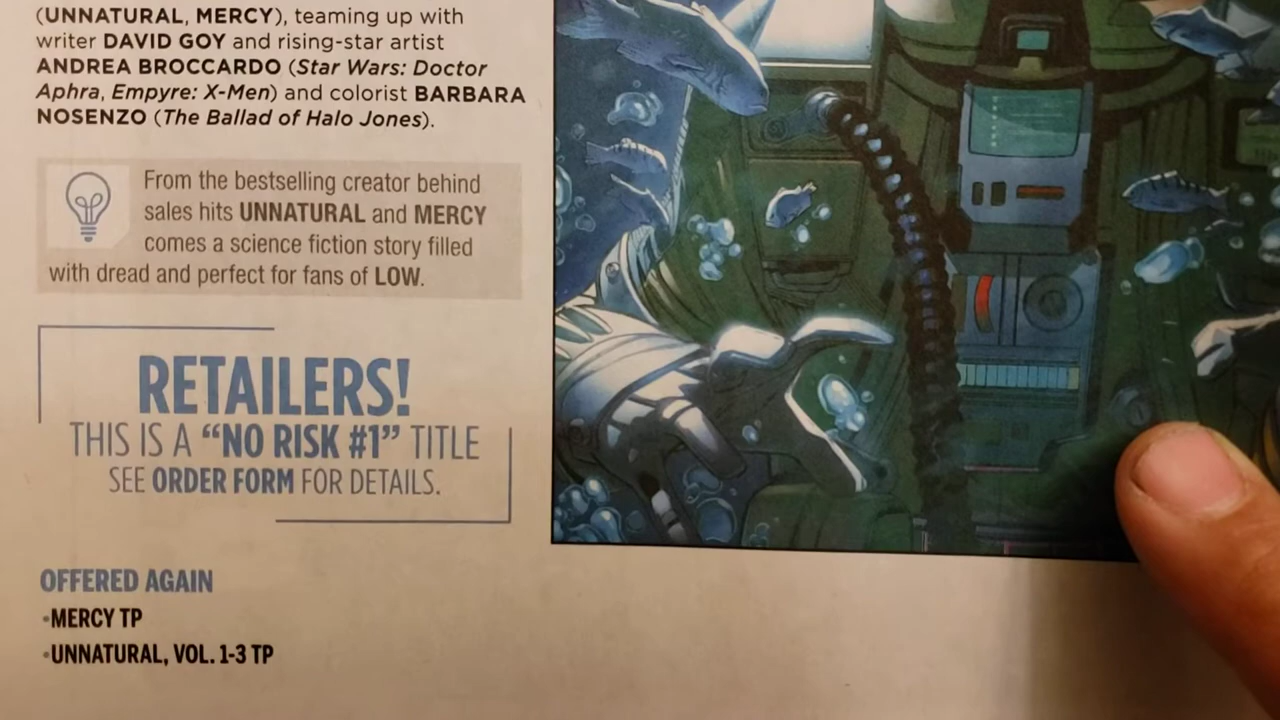 (UNNATURAL, MERCY), teaming up with
writer DAVID GOY and rising-star artist
ANDREA BROCCARDO (Star Wars: Doctor
Aphra, Empyre: X-Men) and colorist BARBARA
NOSENZO (The Ballad of Halo Jones).
From the bestselling creator behind
sales hits UNNATURAL and MERCY
comes a science fiction story filled
with dread and perfect for fans of LOW.
RETAILERS!
THIS IS A “NO RISK #1” TITLE
SEE ORDER FORM FOR DETAILS.
OFFERED AGAIN
•MERCY TP
•UNNATURAL, VOL. 1-3 TP